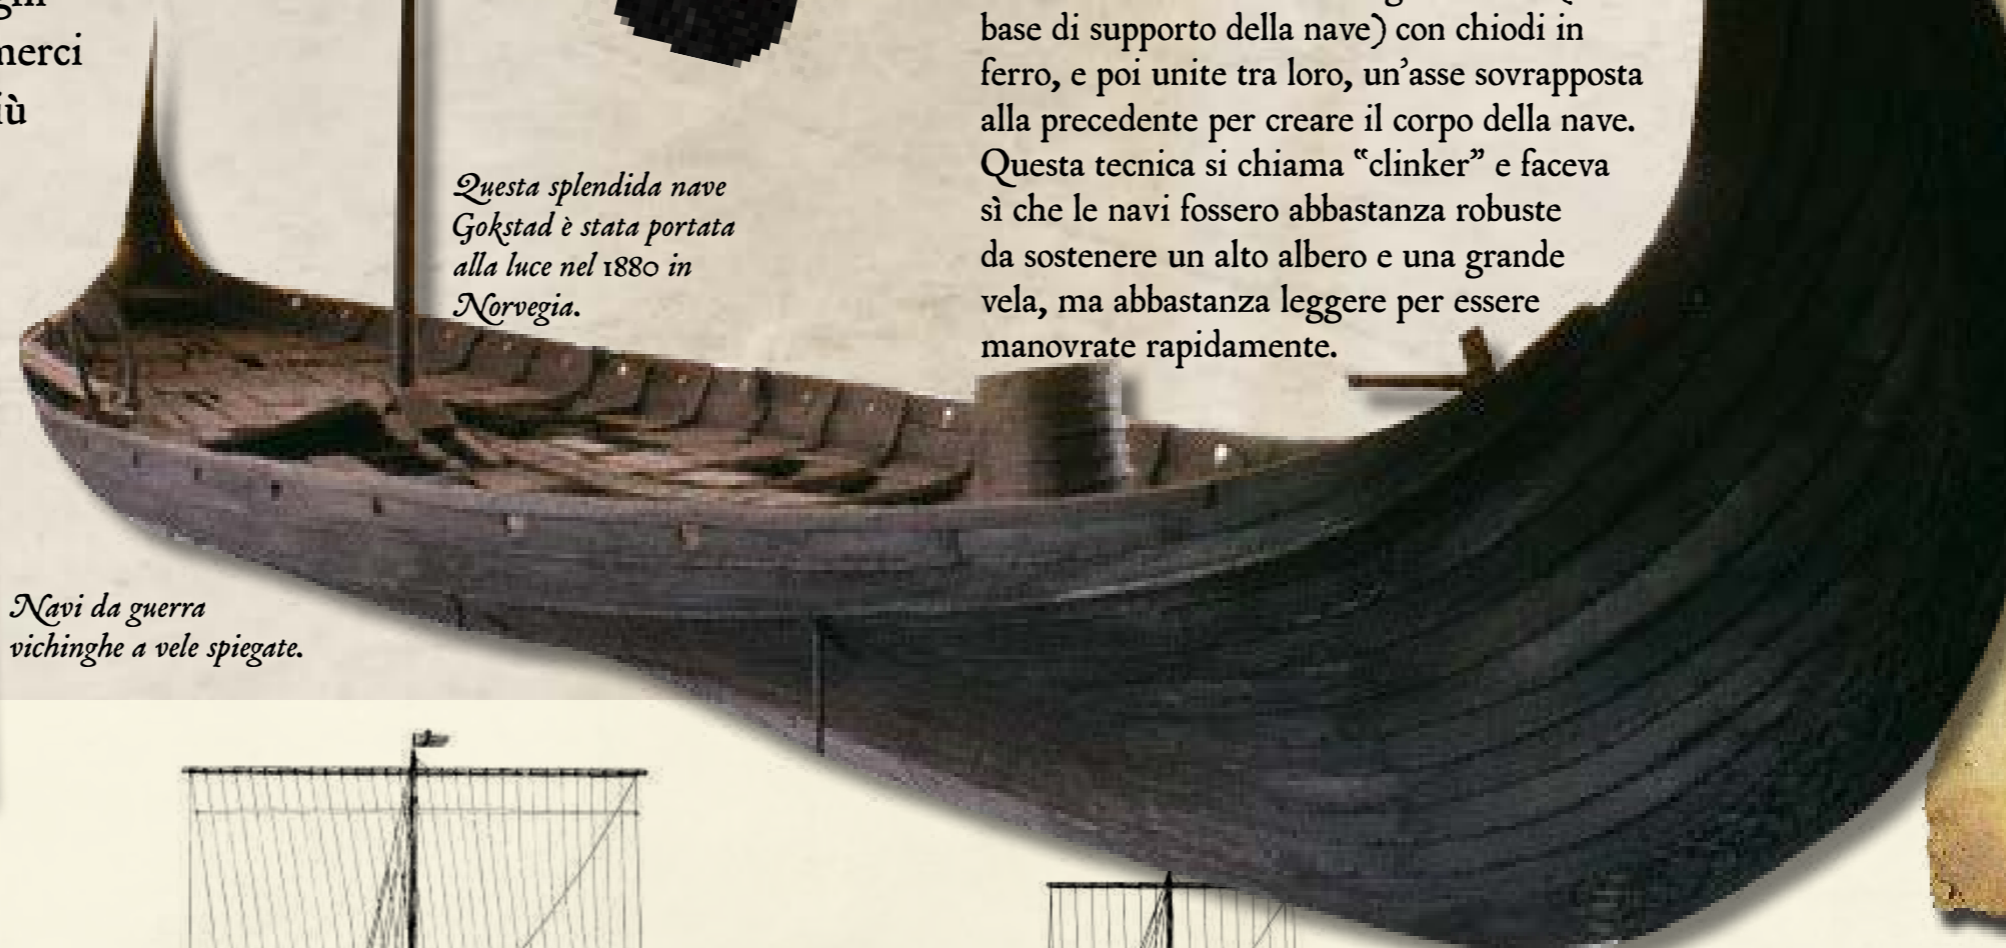 merci
iù
base di supporto della nave) con chiodi in
ferro, e poi unite tra loro, un'asse sovrapposta
alla precedente per creare il corpo della nave.
Questa tecnica si chiama “clinker” e faceva
sì che le navi fossero abbastanza robuste
da sostenere un alto albero e una grande
vela, ma abbastanza leggere per essere
manovrate rapidamente.
Questa splendida nave
Gokstad è stata portata
alla luce nel 1880 in
Norvegia.
Navi da guerra
vichinghe a vele spiegate.